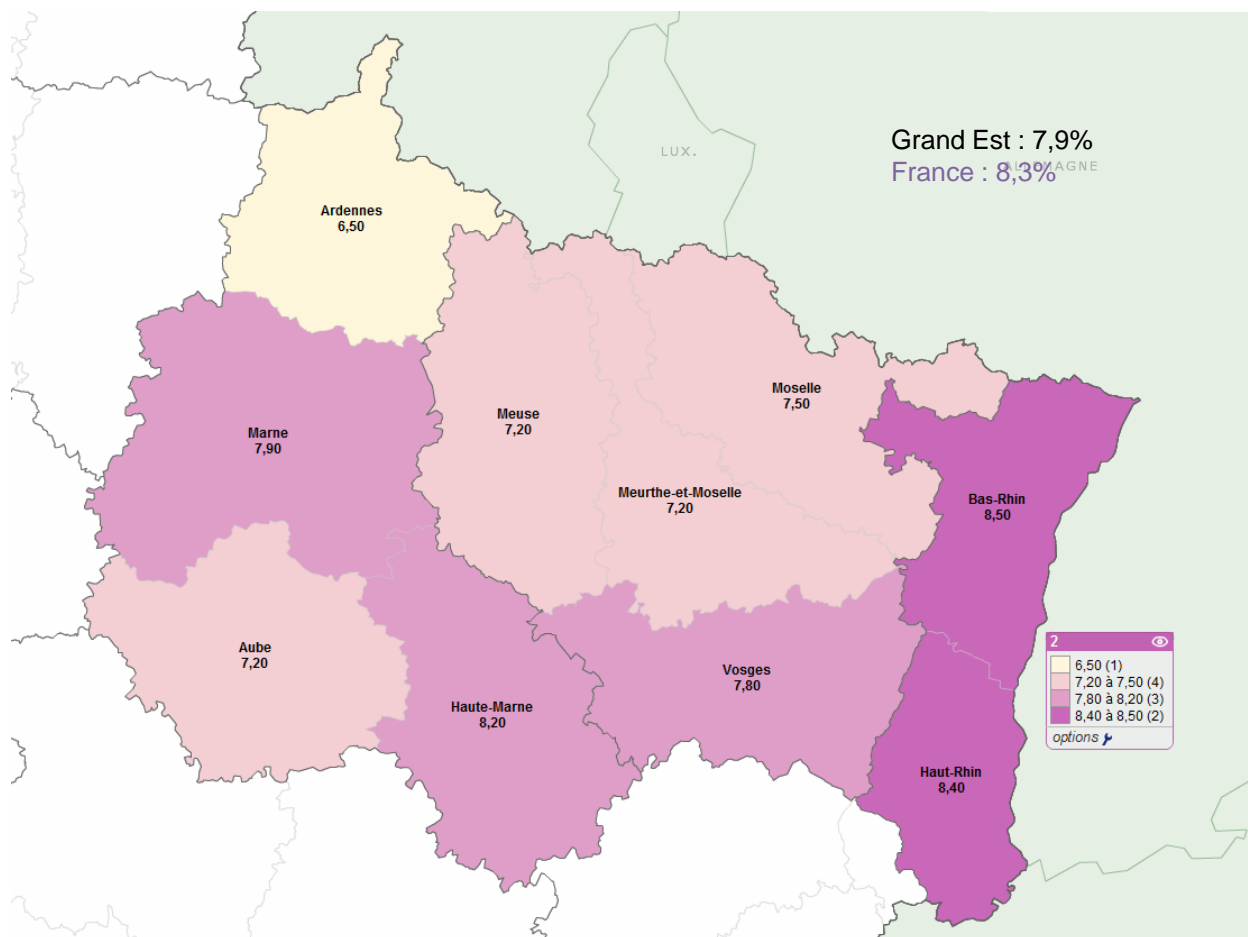 Grand Est : 7,9%
LUX.
ALLEMAGNE
France : 8,3%
Ardennes
6,50
Moselle
7,50
Meuse
7,20
Marne
7,90
Meurthe-et-Moselle
7,20
Bas-Rhin
8,50
Aube
7,20
Vosges
7,80
Haute-Marne
8,20
Haut-Rhin
8,40
2
6,50 (1)
7,20 à 7,50 (4)
7,80 à 8,20 (3)
8,40 à 8,50 (2)
options